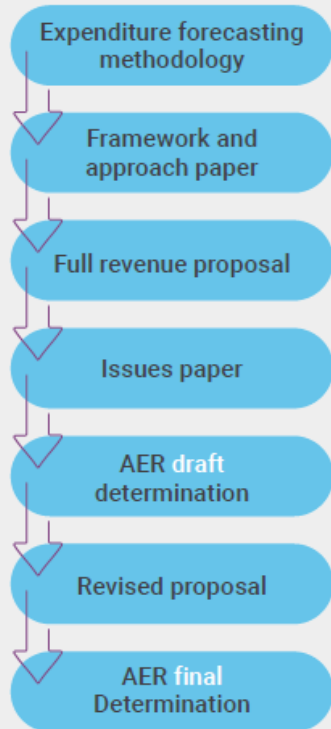 Expenditure forecasting
methodology
Framework and
approach paper
Full revenue proposal
Issues paper
AER draft
determination
Revised proposal
AER final
Determination